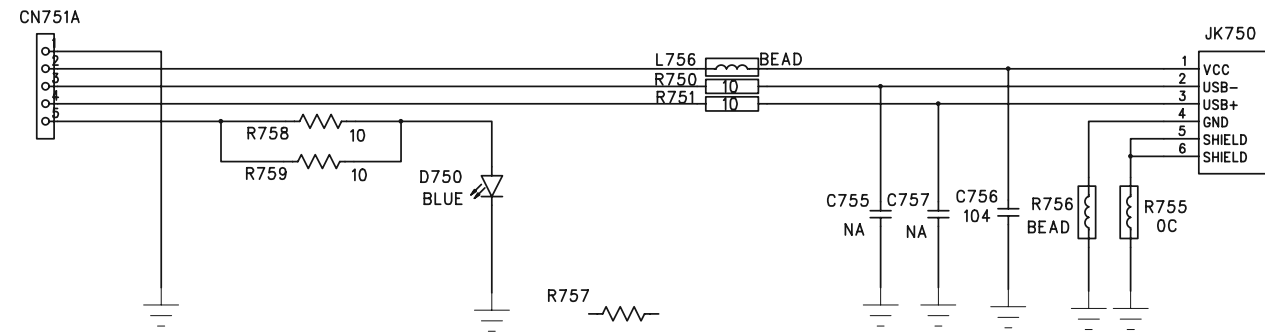 CN751A
1
2
3
4
5
L756 BEAD
R750 10
R751 10
R758 10
R759 10
D750
BLUE
R757
C755
NA
C757
NA
C756
104
R756
BEAD
R755
0C
JK750
1 VCC
2 USB-
3 USB+
4 GND
5 SHIELD
6 SHIELD